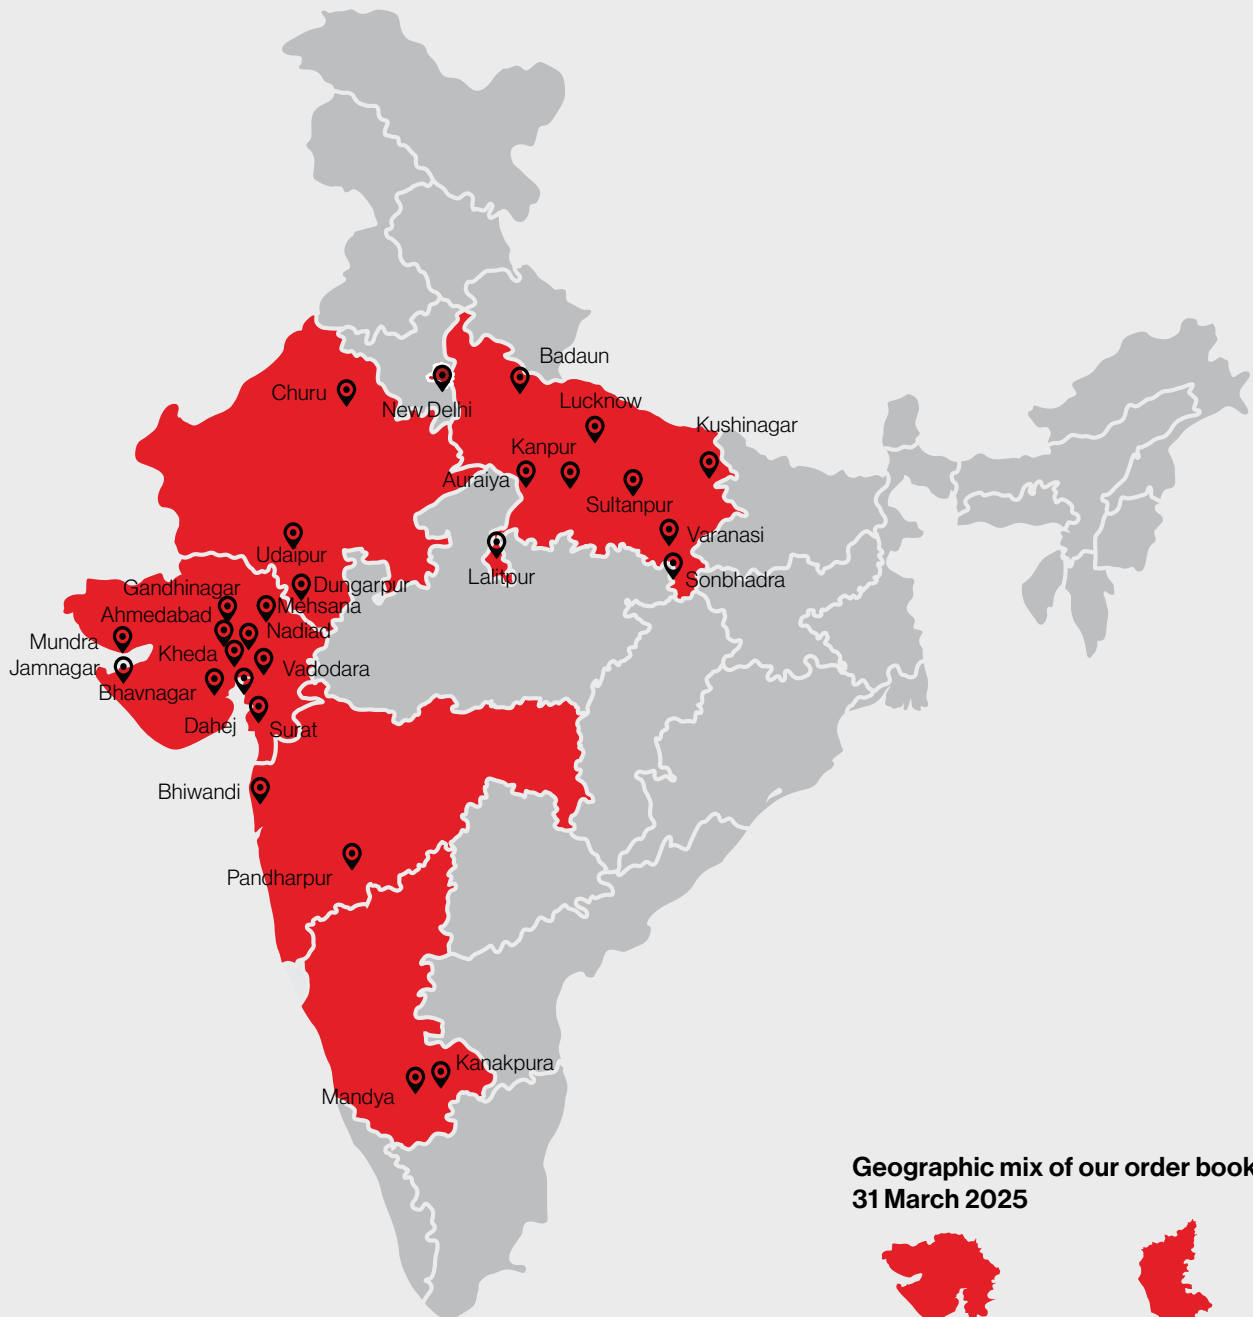 Badaun
Churu
New Delhi
Lucknow
Kushinagar
Kanpur
Auraiya
Sultanpur
Varanasi
Udaipur
Lalitpur
Sonbhadra
Dungarpur
Gandhinagar
Mehsana
Ahmedabad
Nadiad
Mundra
Kheda
Jamnagar
Vadodara
Bhavnagar
Dahej
Surat
Bhiwandi
Pandharpur
Kanakpura
Mandya
Geographic mix of our order book
31 March 2025